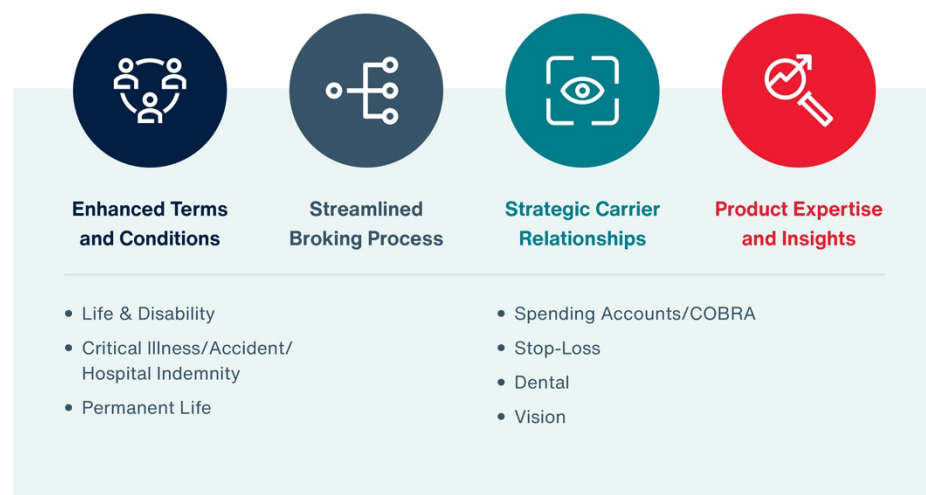 Enhanced Terms
and Conditions
Streamlined
Broking Process
Strategic Carrier
Relationships
Product Expertise
and Insights
• Life & Disability
• Critical Illness/Accident/
Hospital Indemnity
• Permanent Life
• Spending Accounts/COBRA
• Stop-Loss
• Dental
• Vision